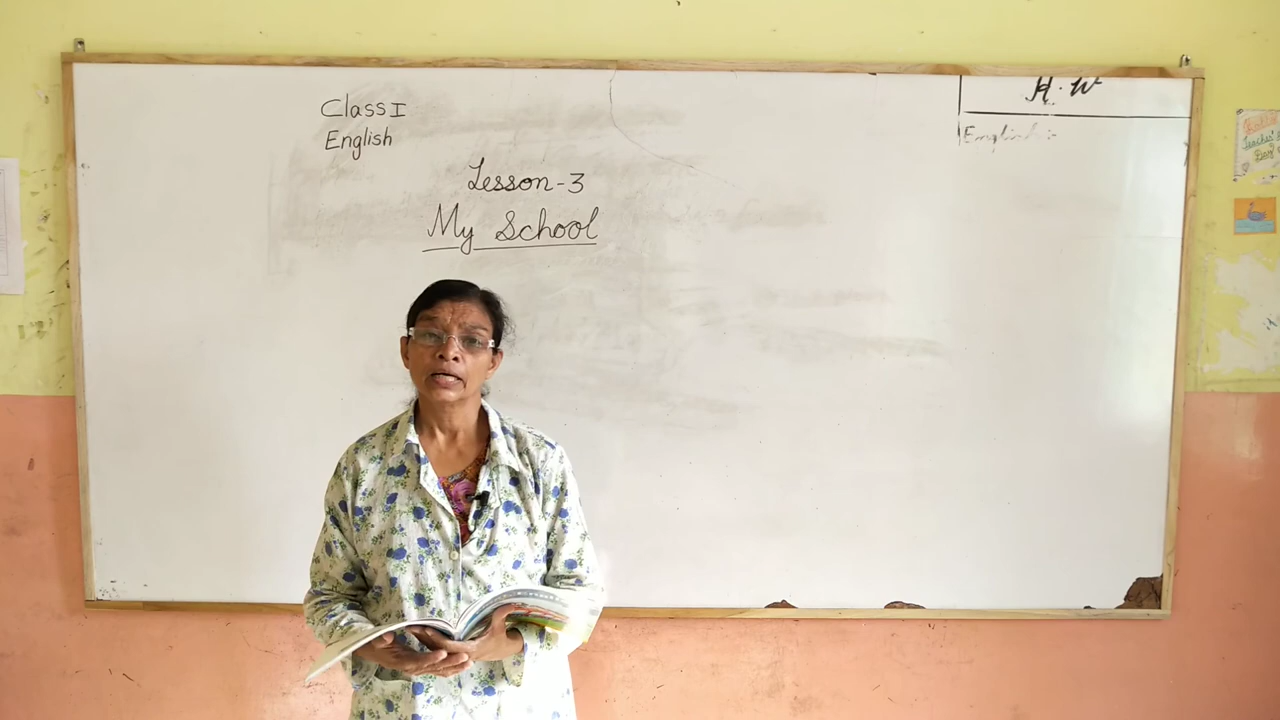 Class I
English
Lesson-3
My School
H.W
English :-